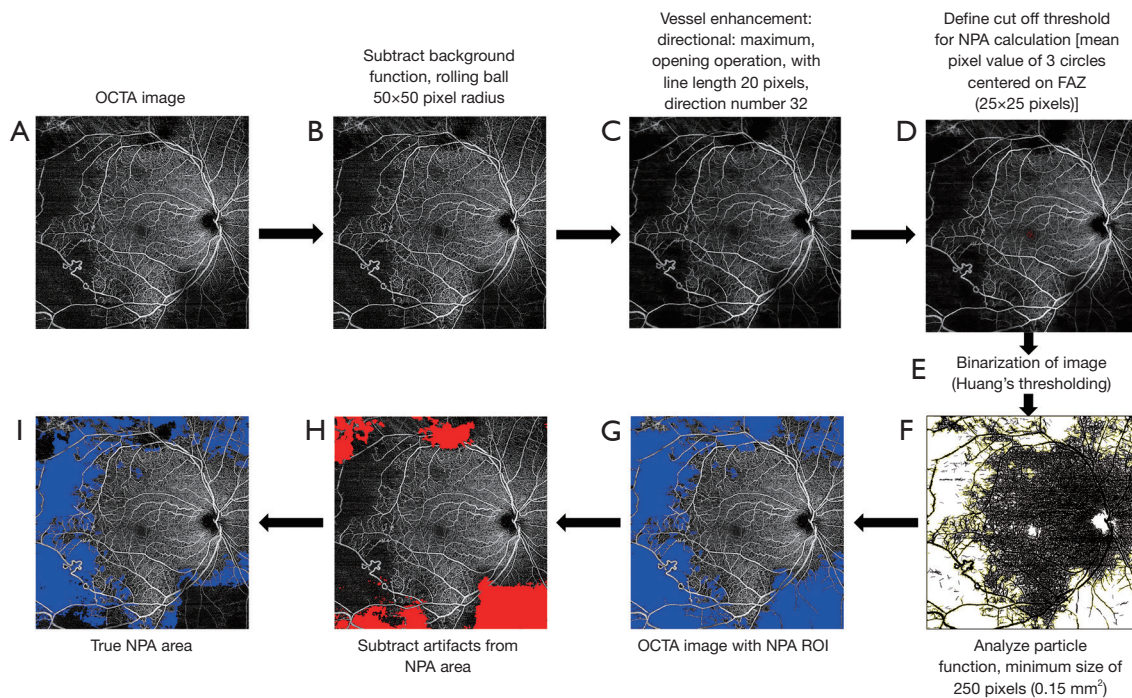 A
OCTA image
B
Subtract background
function, rolling ball
50×50 pixel radius
C
Vessel enhancement:
directional: maximum,
opening operation, with
line length 20 pixels,
direction number 32
D
Define cut off threshold
for NPA calculation [mean
pixel value of 3 circles
centered on FAZ
(25×25 pixels)]
E
Binarization of image
(Huang’s thresholding)
F
Analyze particle
function, minimum size of
250 pixels (0.15 mm²)
G
OCTA image with NPA ROI
H
Subtract artifacts from
NPA area
I
True NPA area